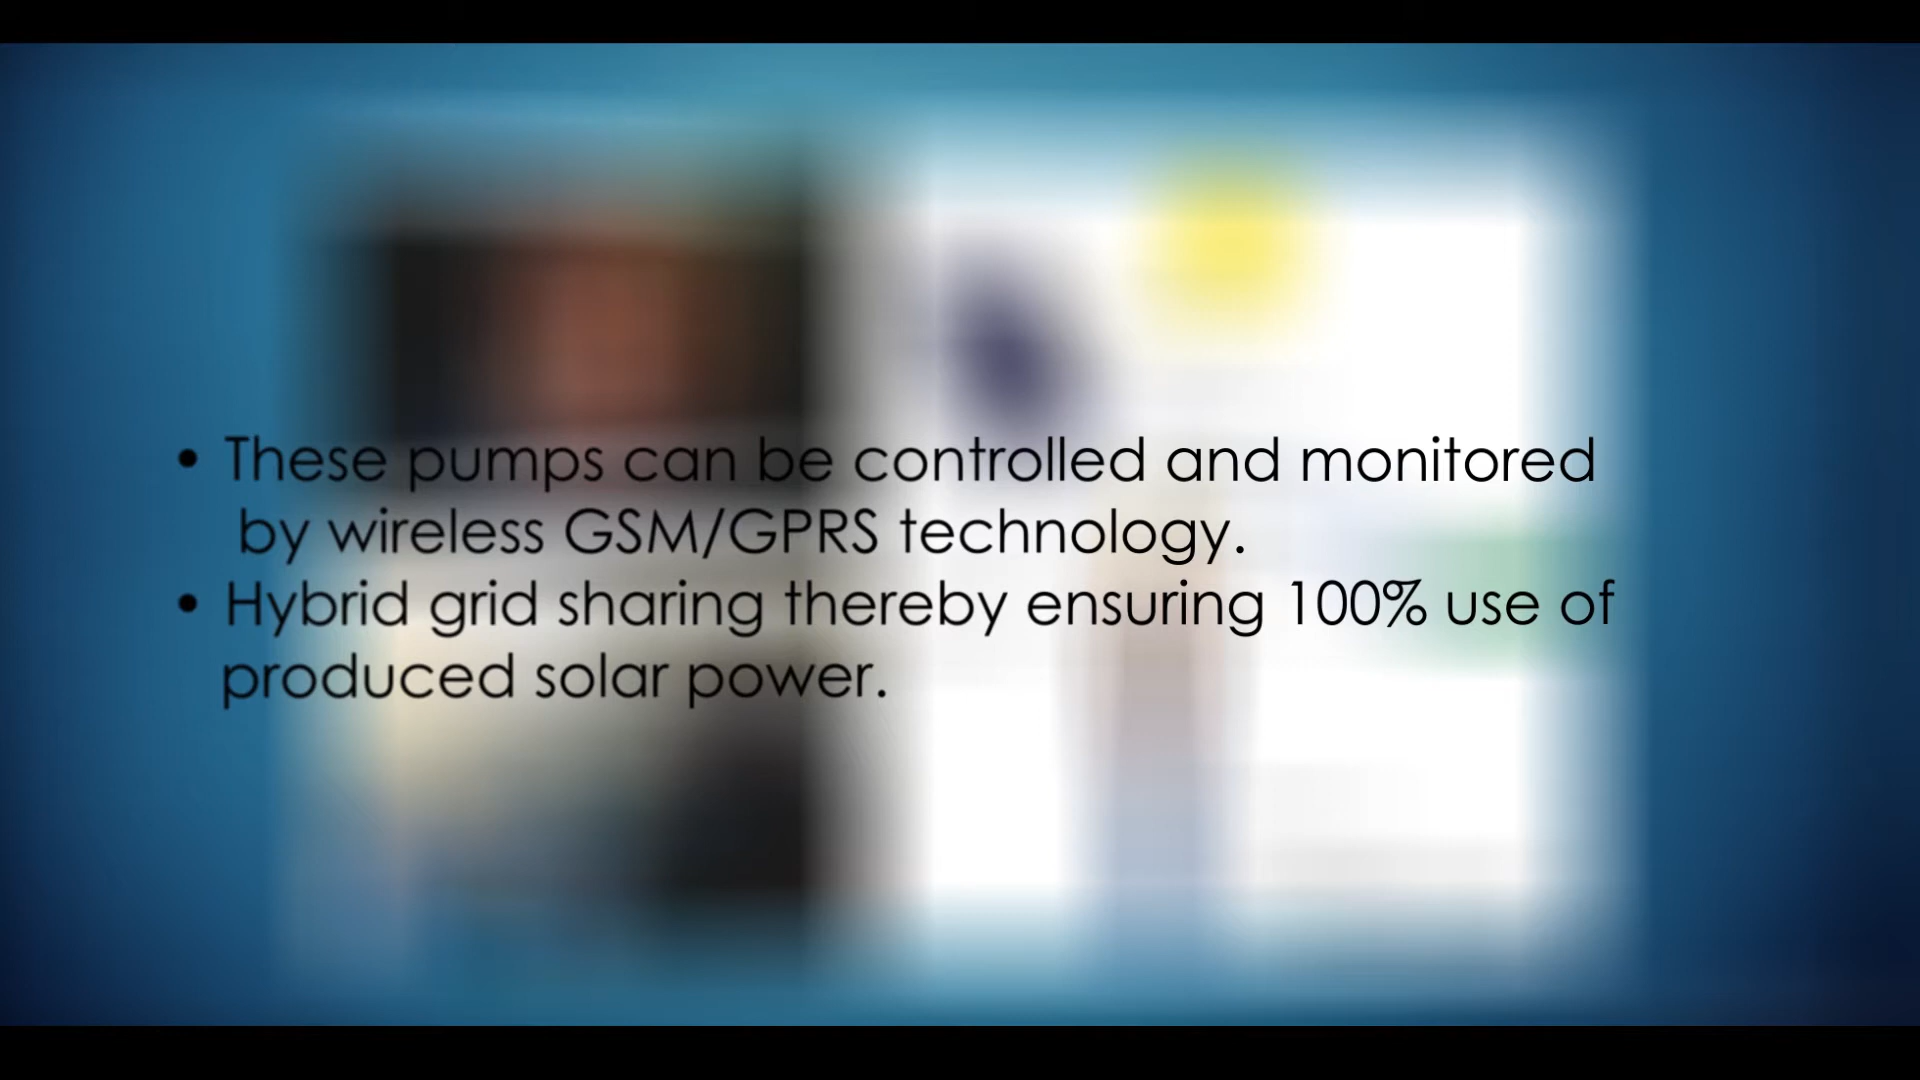 • These pumps can be controlled and monitored
by wireless GSM/GPRS technology.
• Hybrid grid sharing thereby ensuring 100% use of
produced solar power.